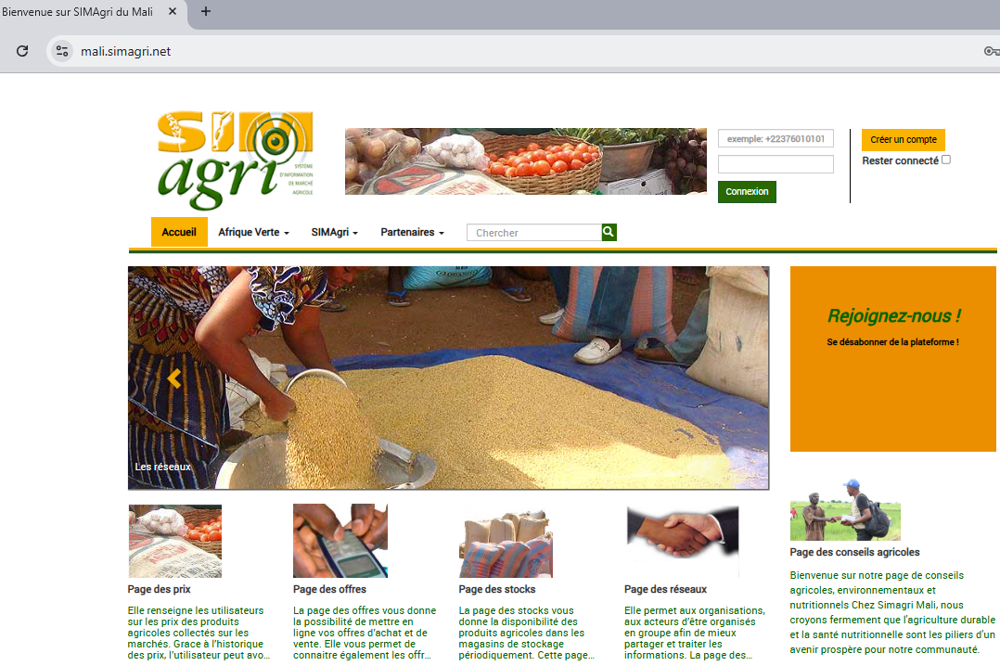 Bienvenue sur SIMAgri du Mali
mali.simagri.net
SIM
agri
SYSTÈME
D'INFORMATION
DE MARCHÉ
AGRICOLE
exemple: +22376010101
Créer un compte
Rester connecté
Connexion
Accueil
Afrique Verte
SIMAgri
Partenaires
Chercher
Les réseaux
Rejoignez-nous !
Se désabonner de la plateforme !
Page des prix
Elle renseigne les utilisateurs
sur les prix des produits
agricoles collectés sur les
marchés. Grace à l'historique
des prix, l'utilisateur peut avo...
Page des offres
La page des offres vous donne
la possibilité de mettre en
ligne vos offres d'achat et de
vente. Elle vous permet de
connaitre également les offr...
Page des stocks
La page des stocks vous
donne la disponibilité des
produits agricoles dans les
magasins de stockage
périodiquement. Cette page...
Page des réseaux
Elle permet aux organisations,
aux acteurs d'être organisés
en groupe afin de mieux
partager et traiter les
informations. La page des...
Page des conseils agricoles
Bienvenue sur notre page de conseils
agricoles, environnementaux et
nutritionnels Chez Simagri Mali, nous
croyons fermement que l'agriculture durable
et la santé nutritionnelle sont les piliers d'un
avenir prospère pour notre communauté.